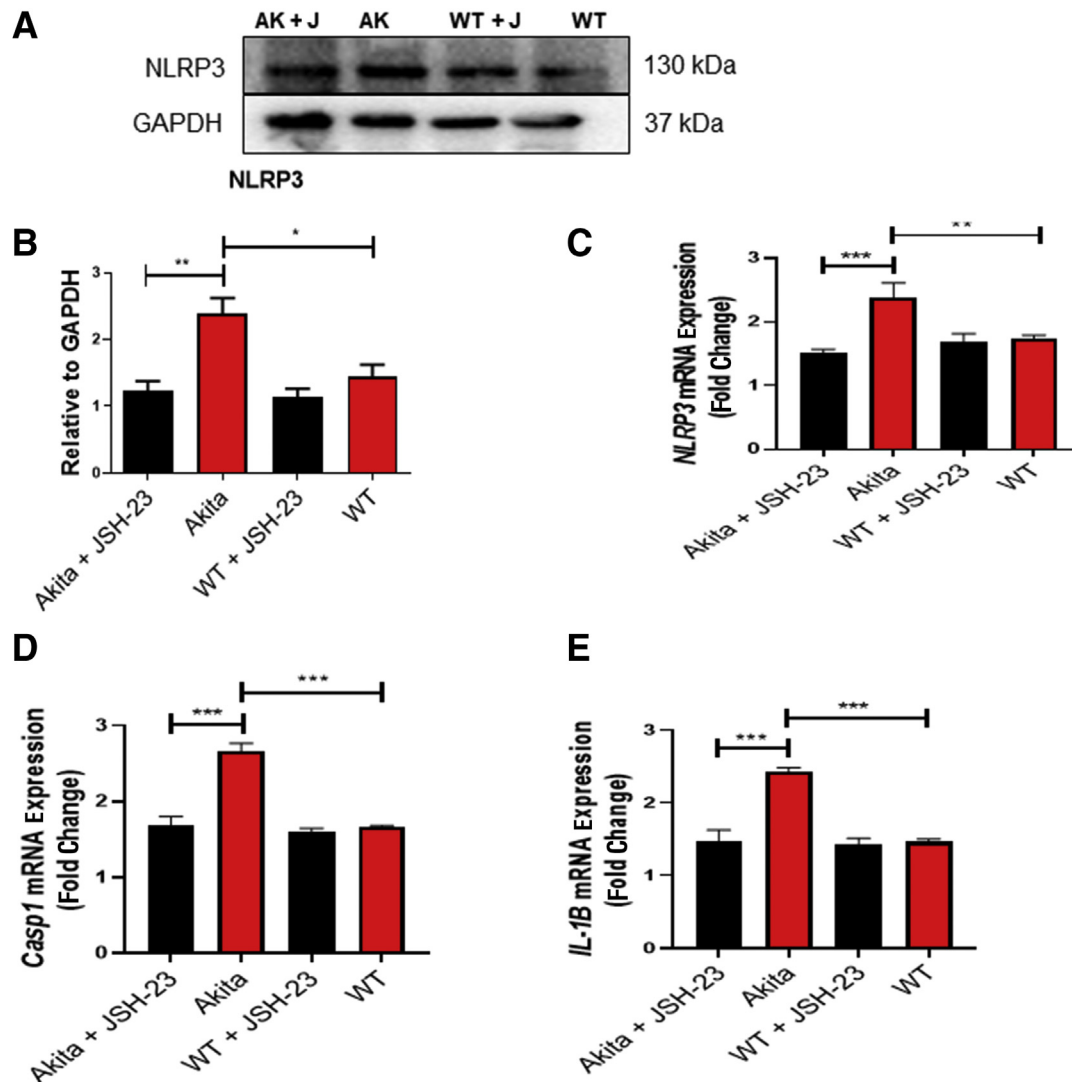 A
AK + J AK WT + J WT
NLRP3 130 kDa
GAPDH 37 kDa
NLRP3
B
Relative to GAPDH
3
2
1
0
** *
Akita + JSH-23 Akita WT + JSH-23 WT
C
NLRP3 mRNA Expression
(Fold Change)
3
2
1
0
*** **
Akita + JSH-23 Akita WT + JSH-23 WT
D
Casp1 mRNA Expression
(Fold Change)
3
2
1
0
*** ***
Akita + JSH-23 Akita WT + JSH-23 WT
E
IL-1B mRNA Expression
(Fold Change)
3
2
1
0
*** ***
Akita + JSH-23 Akita WT + JSH-23 WT